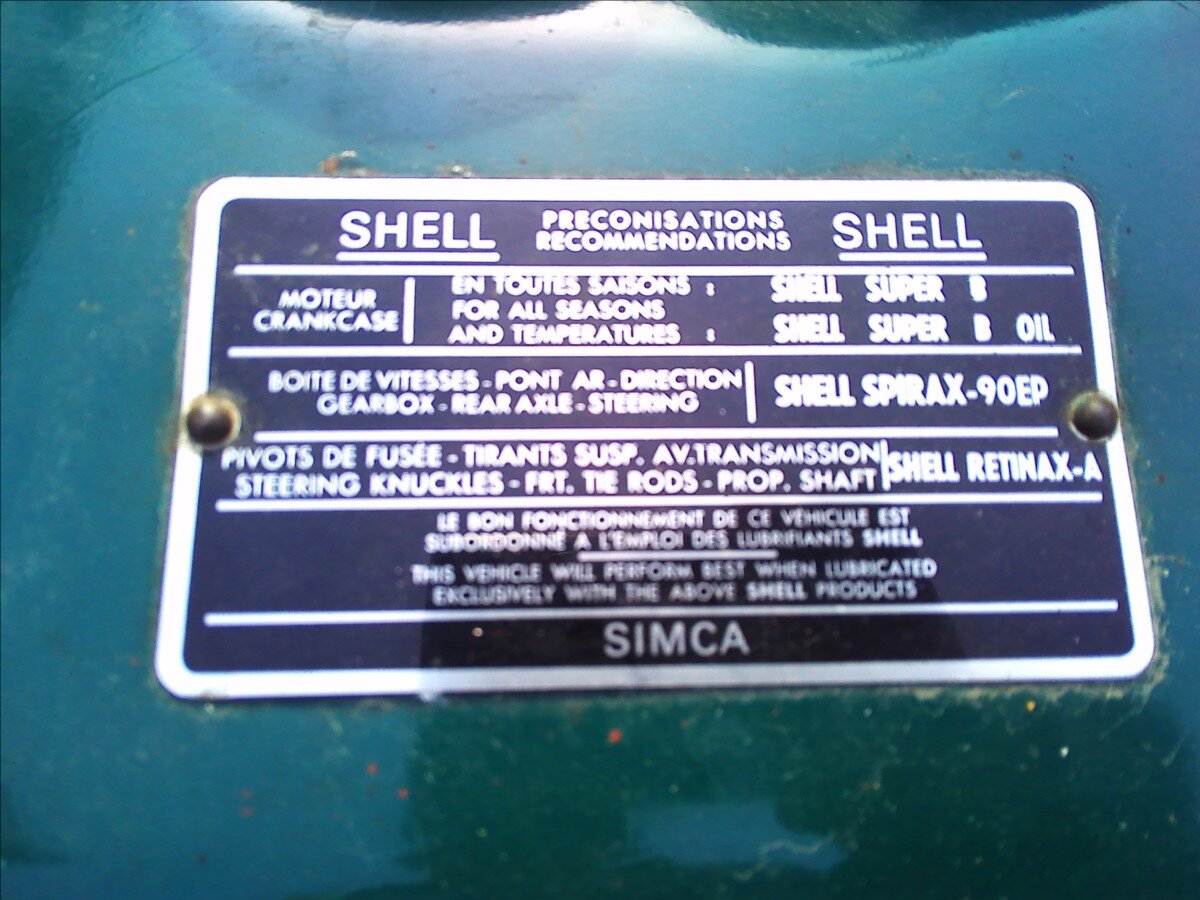 SHELL PRECONISATIONS SHELL
RECOMMENDATIONS
MOTEUR
CRANKCASE
EN TOUTES SAISONS : SHELL SUPER B
FOR ALL SEASONS
AND TEMPERATURES : SHELL SUPER B OIL
BOITE DE VITESSES - PONT AR - DIRECTION
GEARBOX - REAR AXLE - STEERING
SHELL SPIRAX-90EP
PIVOTS DE FUSÉE - TIRANTS SUSP. AV. TRANSMISSION
STEERING KNUCKLES - FRT. TIE RODS - PROP. SHAFT
SHELL RETINAX-A
LE BON FONCTIONNEMENT DE CE VÉHICULE EST
SUBORDONNÉ A L'EMPLOI DES LUBRIFIANTS SHELL
THIS VEHICLE WILL PERFORM BEST WHEN LUBRICATED
EXCLUSIVELY WITH THE ABOVE SHELL PRODUCTS
SIMCA